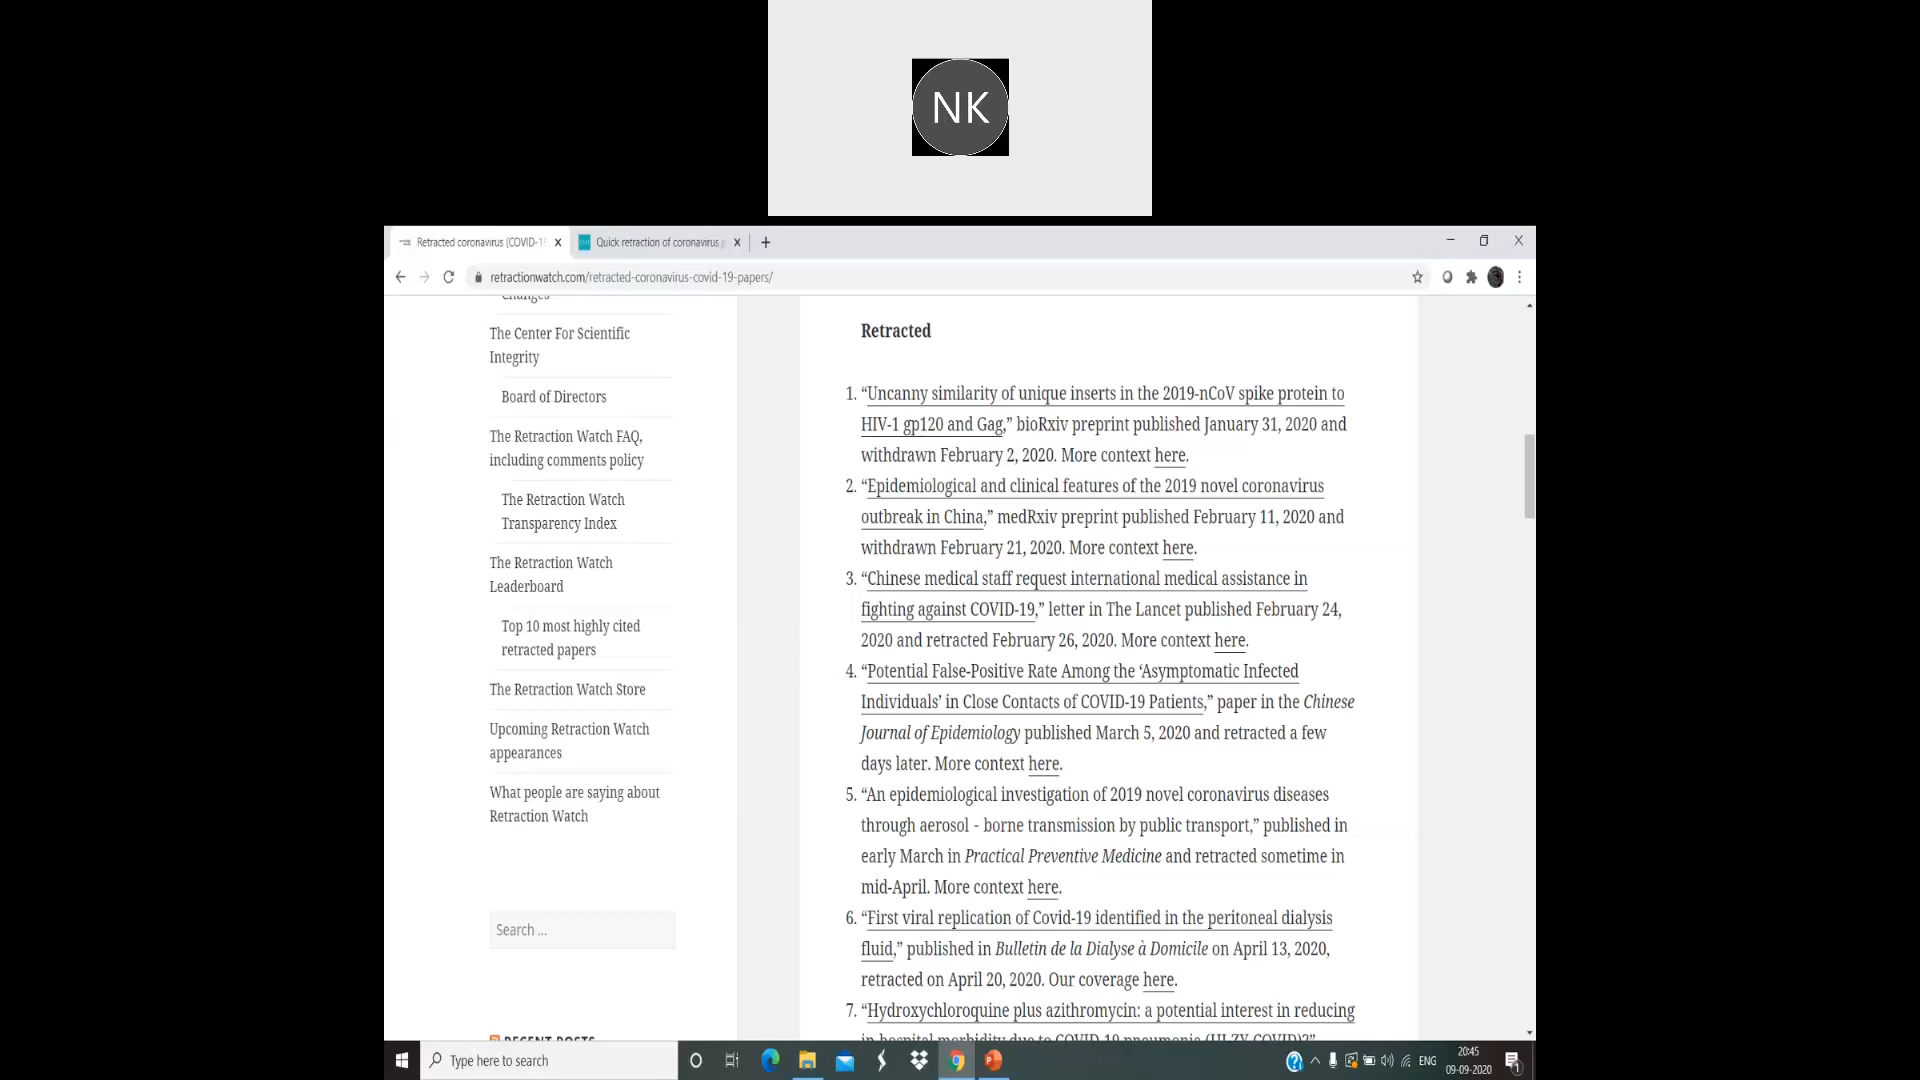 NK
Retracted coronavirus (COVID-1
Quick retraction of coronavirus
retractionwatch.com/retracted-coronavirus-covid-19-papers/
Changes
The Center For Scientific
Integrity
Board of Directors
The Retraction Watch FAQ,
including comments policy
The Retraction Watch
Transparency Index
The Retraction Watch
Leaderboard
Top 10 most highly cited
retracted papers
The Retraction Watch Store
Upcoming Retraction Watch
appearances
What people are saying about
Retraction Watch
Search ...
RECENT POSTS
Retracted
1. “Uncanny similarity of unique inserts in the 2019-nCoV spike protein to
HIV-1 gp120 and Gag,” bioRxiv preprint published January 31, 2020 and
withdrawn February 2, 2020. More context here.
2. “Epidemiological and clinical features of the 2019 novel coronavirus
outbreak in China,” medRxiv preprint published February 11, 2020 and
withdrawn February 21, 2020. More context here.
3. “Chinese medical staff request international medical assistance in
fighting against COVID-19,” letter in The Lancet published February 24,
2020 and retracted February 26, 2020. More context here.
4. “Potential False-Positive Rate Among the ‘Asymptomatic Infected
Individuals’ in Close Contacts of COVID-19 Patients,” paper in the Chinese
Journal of Epidemiology published March 5, 2020 and retracted a few
days later. More context here.
5. “An epidemiological investigation of 2019 novel coronavirus diseases
through aerosol - borne transmission by public transport,” published in
early March in Practical Preventive Medicine and retracted sometime in
mid-April. More context here.
6. “First viral replication of Covid-19 identified in the peritoneal dialysis
fluid,” published in Bulletin de la Dialyse à Domicile on April 13, 2020,
retracted on April 20, 2020. Our coverage here.
7. “Hydroxychloroquine plus azithromycin: a potential interest in reducing
in-hospital morbidity due to COVID-19 pneumonia (HI-ZY-COVID)?”
Type here to search
ENG
20:45
09-09-2020